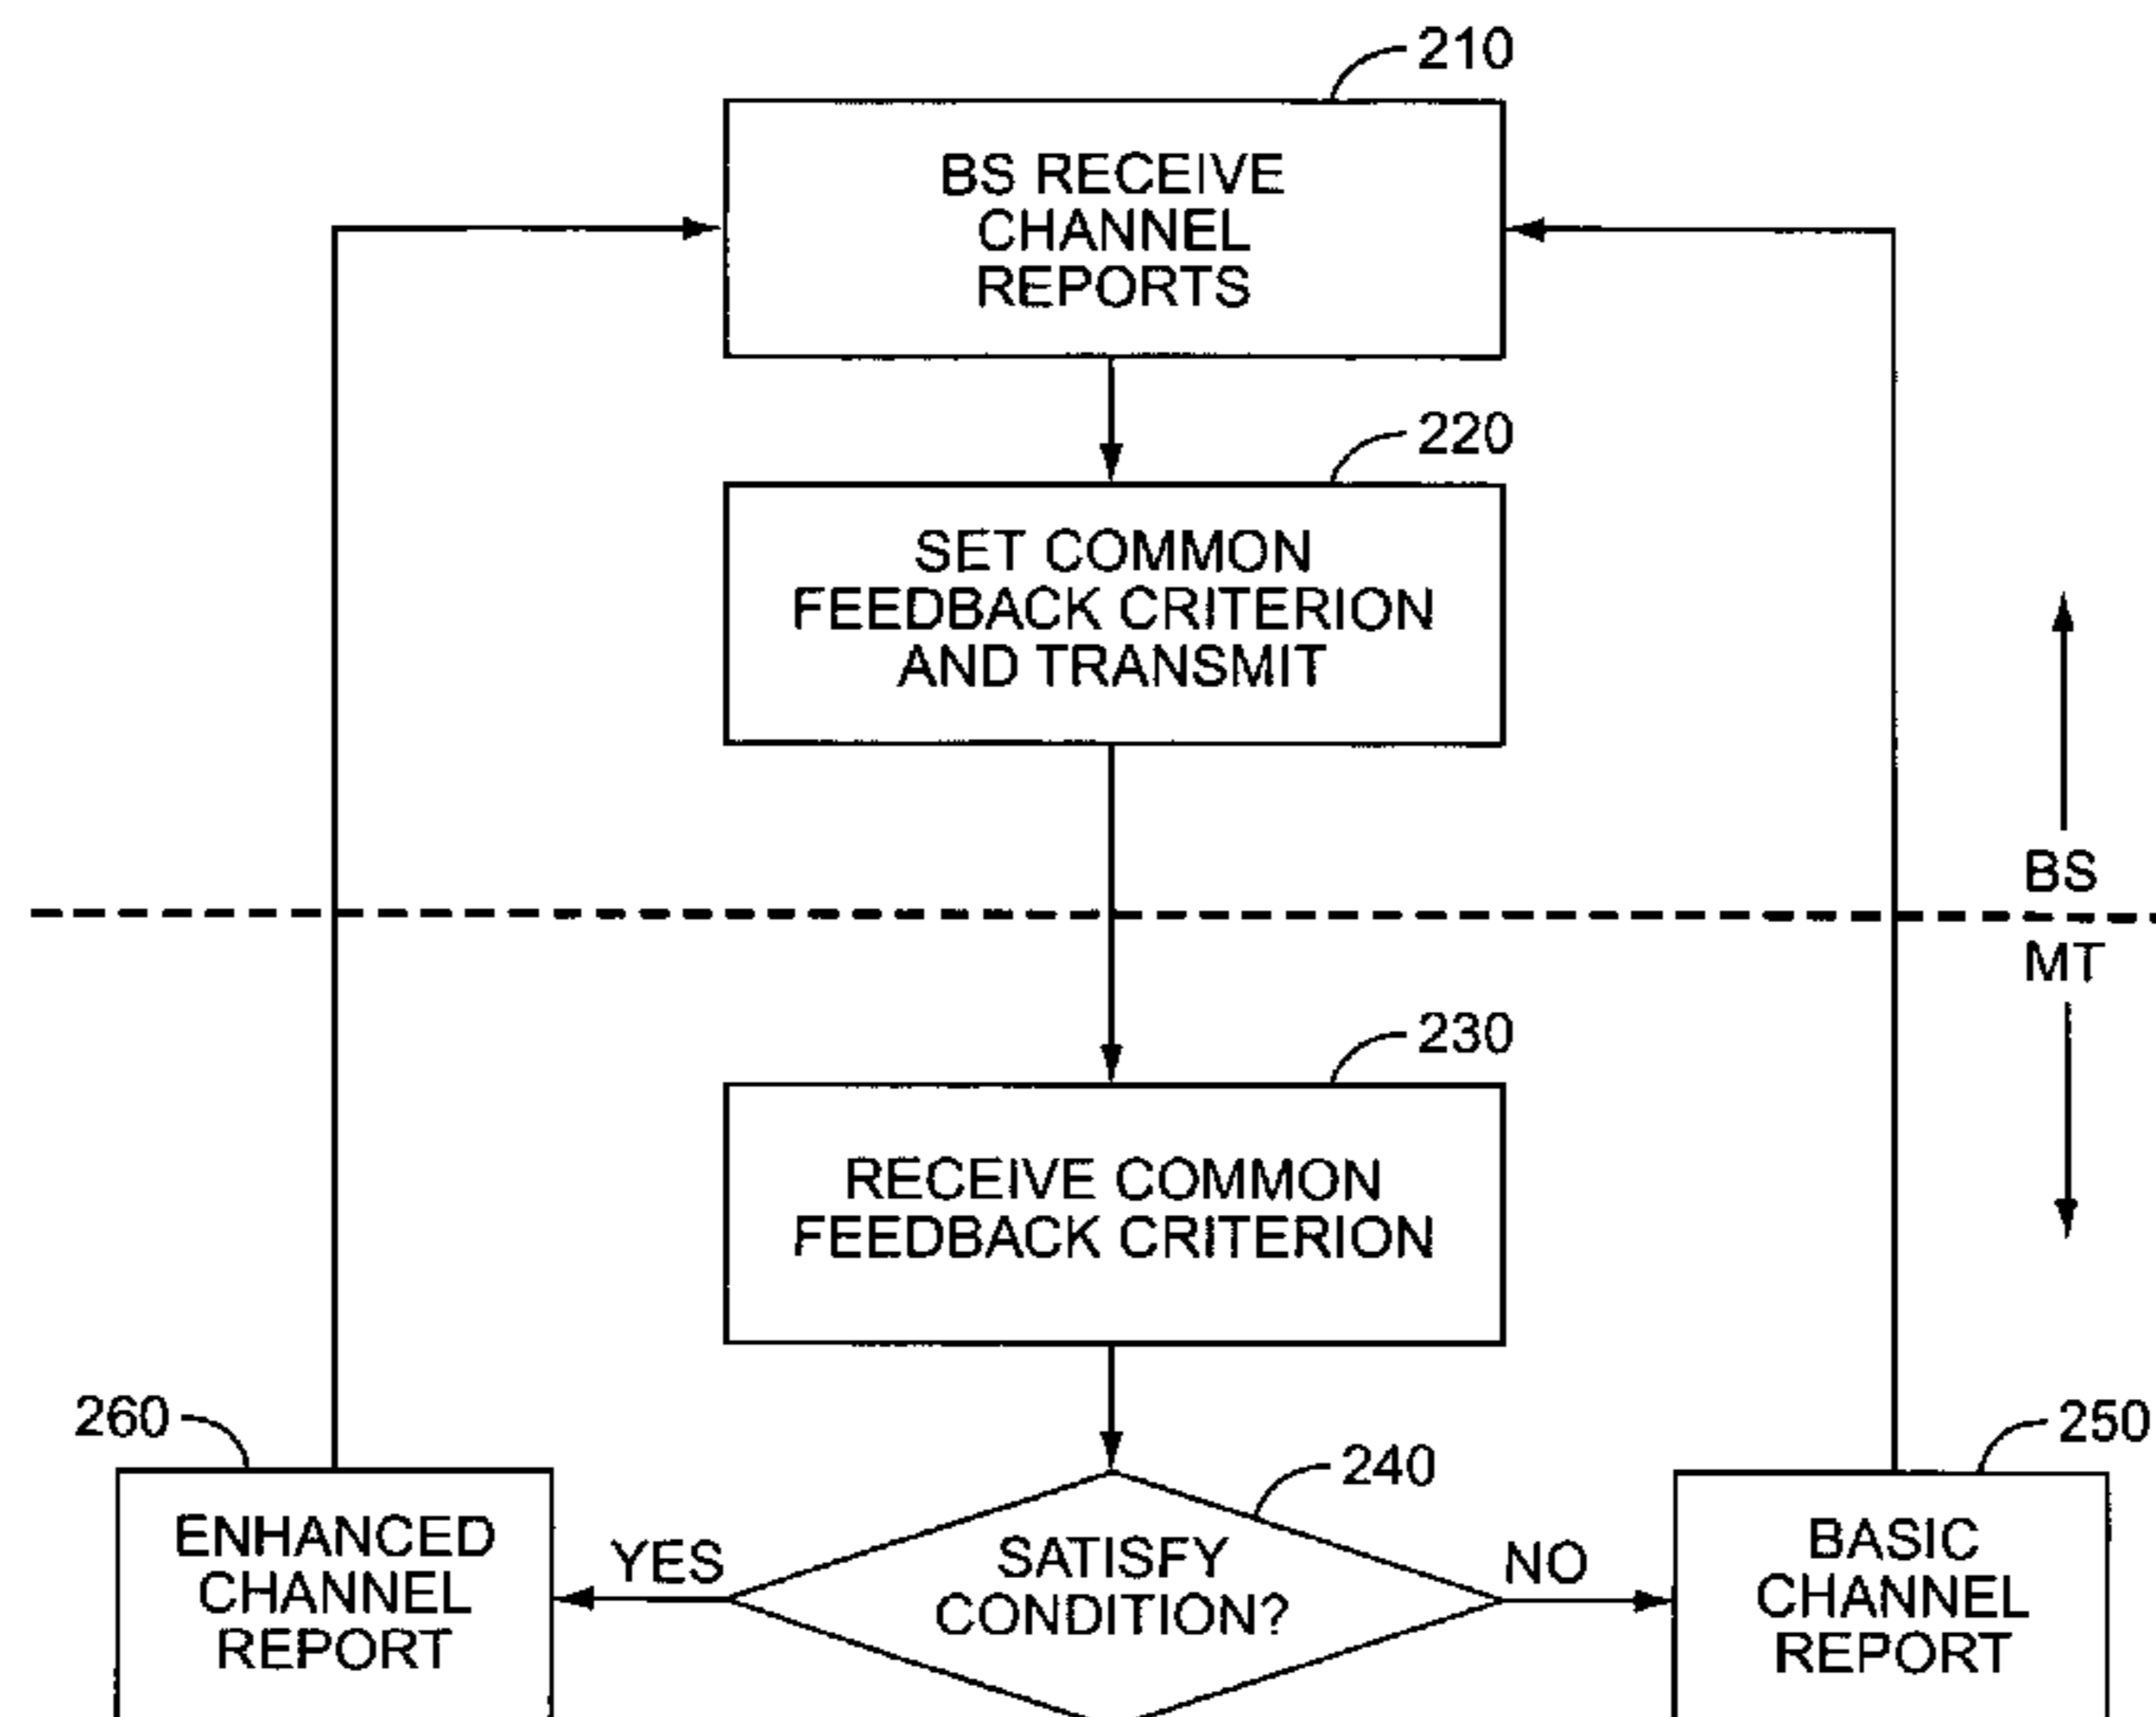 210
BS RECEIVE
CHANNEL
REPORTS
220
SET COMMON
FEEDBACK CRITERION
AND TRANSMIT
BS
MT
230
RECEIVE COMMON
FEEDBACK CRITERION
260
ENHANCED
CHANNEL
REPORT
YES
240
SATISFY
CONDITION?
NO
250
BASIC
CHANNEL
REPORT